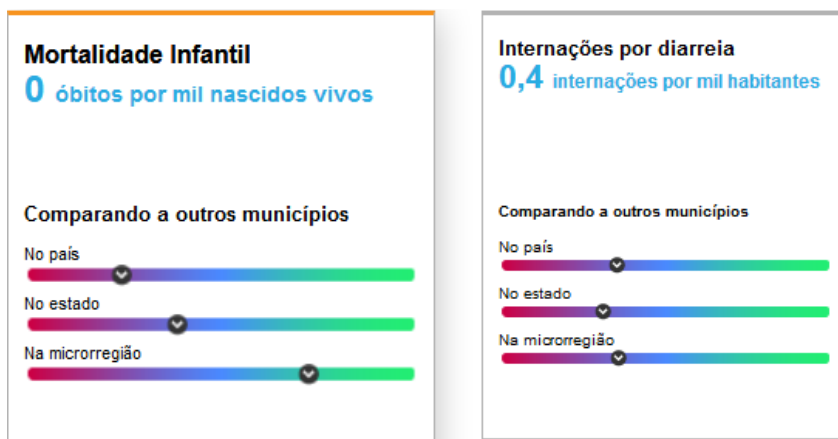 Mortalidade Infantil
0 óbitos por mil nascidos vivos
Comparando a outros municípios
No país
No estado
Na microrregião
Internações por diarreia
0,4 internações por mil habitantes
Comparando a outros municípios
No país
No estado
Na microrregião